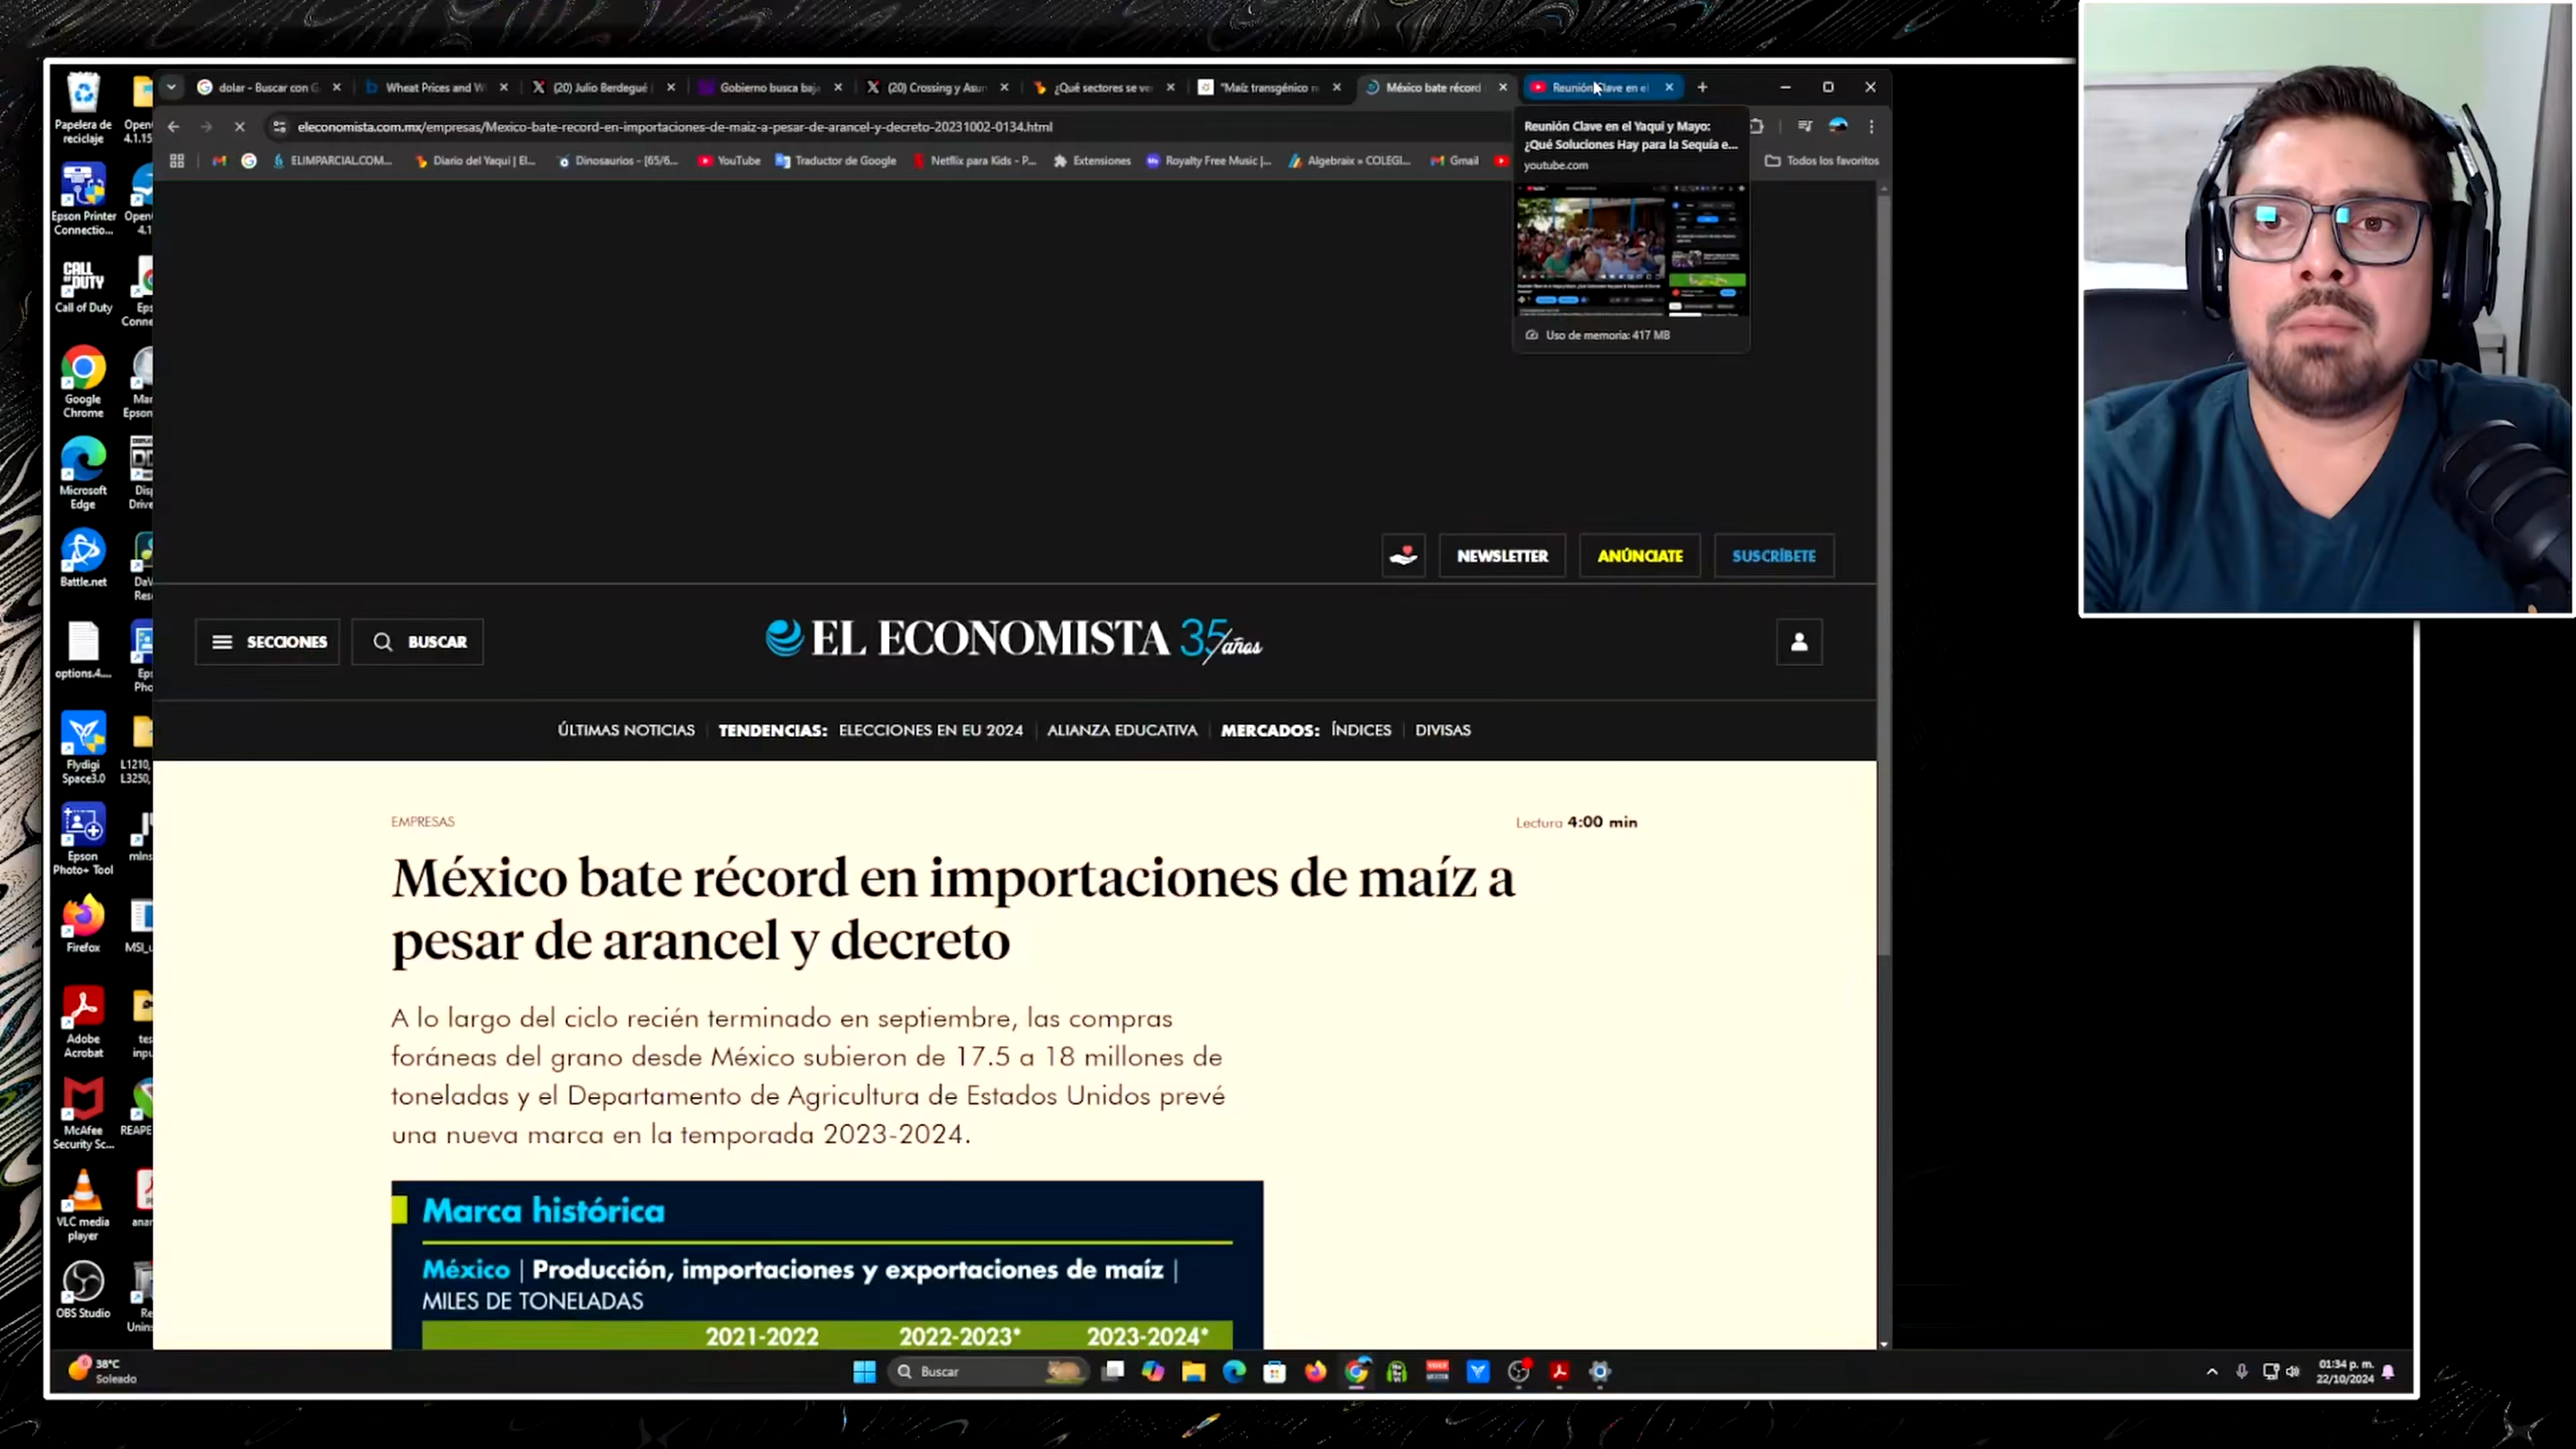 dolar - Buscar con G
Wheat Prices and W
(20) Julio Berdegué
Gobierno busca baj
(20) Crossing y Asur
¿Qué sectores se ve
"Maíz transgénico n
México bate récord
Reunión Clave en el
eleconomista.com.mx/empresas/Mexico-bate-record-en-importaciones-de-maiz-a-pesar-de-arancel-y-decreto-20231002-0134.html
ELIMPARCIAL.COM...
Diario del Yaqui | El...
Dinosaurios - [65/6...
YouTube
Traductor de Google
Netflix para Kids - P...
Extensiones
Royalty Free Music |...
Algebraix » COLEGI...
Gmail
Todos los favoritos
Reunión Clave en el Yaqui y Mayo:
¿Qué Soluciones Hay para la Sequía e...
youtube.com
Uso de memoria: 417 MB
NEWSLETTER
ANÚNCIATE
SUSCRÍBETE
SECCIONES
BUSCAR
EL ECONOMISTA 35 años
ÚLTIMAS NOTICIAS | TENDENCIAS: ELECCIONES EN EU 2024 | ALIANZA EDUCATIVA | MERCADOS: ÍNDICES | DIVISAS
EMPRESAS
Lectura 4:00 min
México bate récord en importaciones de maíz a
pesar de arancel y decreto
A lo largo del ciclo recién terminado en septiembre, las compras
foráneas del grano desde México subieron de 17.5 a 18 millones de
toneladas y el Departamento de Agricultura de Estados Unidos prevé
una nueva marca en la temporada 2023-2024.
Marca histórica
México | Producción, importaciones y exportaciones de maíz |
MILES DE TONELADAS
2021-2022 2022-2023* 2023-2024*
Papelera de
reciclaje
Epson Printer
Connectio...
CALL OF DUTY
Call of Duty
Google
Chrome
Microsoft
Edge
Battle.net
options.4....
Flydigi
Space3.0
L1210,
L3250,
Epson
Photo+ Tool
Firefox
Adobe
Acrobat
McAfee
Security Sc...
REAPE
VLC media
player
OBS Studio
38°C
Soleado
Buscar
01:34 p. m.
22/10/2024